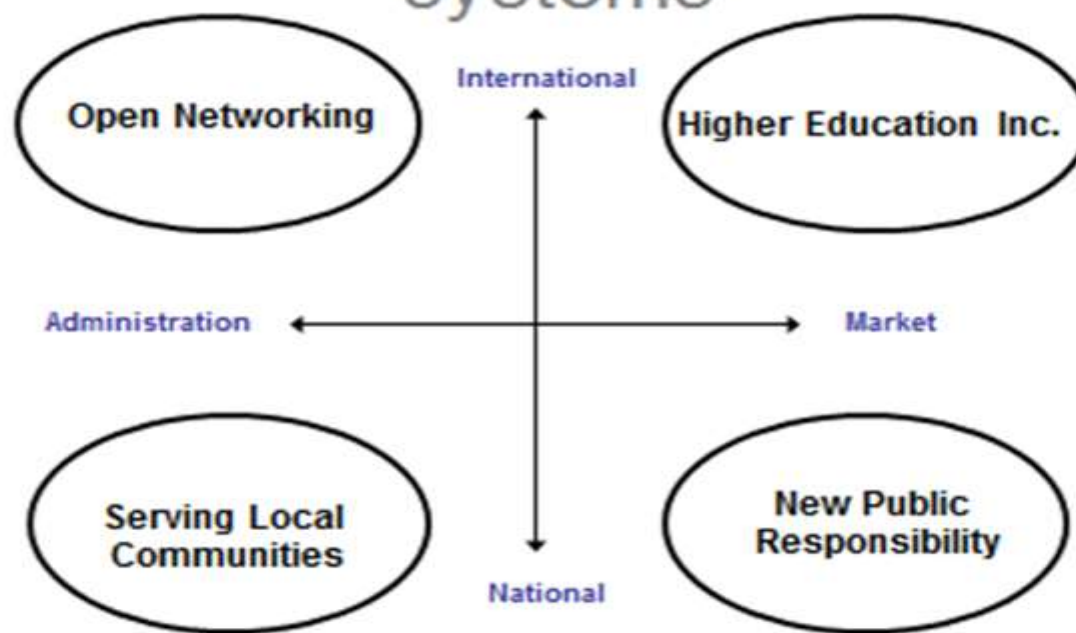 International
Open Networking
Higher Education Inc.
Administration
Market
Serving Local
Communities
New Public
Responsibility
National